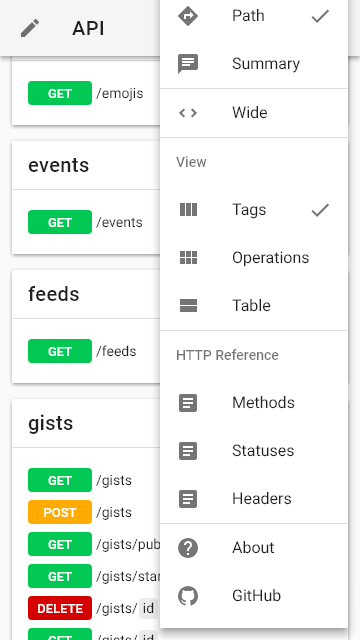 API
GET /emojis
events
GET /events
feeds
GET /feeds
gists
GET /gists
POST /gists
GET /gists/pub
GET /gists/star
DELETE /gists/ id
/gists/ id
Path
Summary
Wide
View
Tags
Operations
Table
HTTP Reference
Methods
Statuses
Headers
About
GitHub